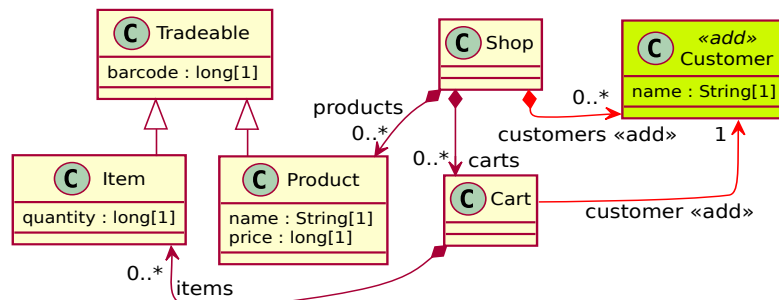 C Tradeable
barcode : long[1]
C Shop
C «add»
Customer
name : String[1]
products
0..*
0..*
customers «add»
1
0..*
carts
C Item
quantity : long[1]
C Product
name : String[1]
price : long[1]
C Cart
customer «add»
0..*
items